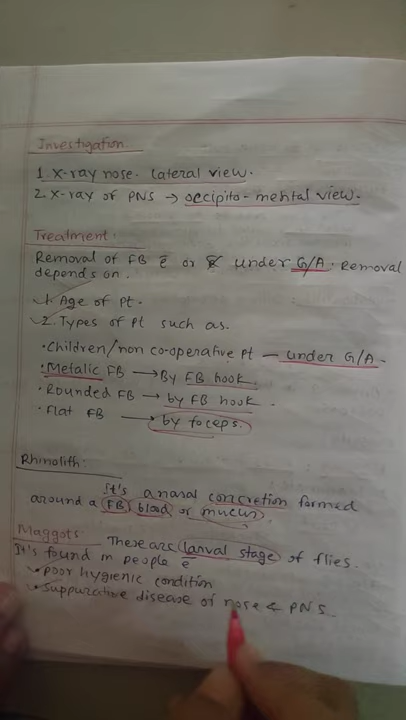 Investigation
1. X-ray nose. lateral view.
2. X-ray of PNS → occipito-mental view.
Treatment:
Removal of FB c̄ or s̄ under G/A. Removal
depends on.
1. Age of Pt.
2. Types of Pt such as.
• Children/non co-operative pt — under G/A.
• Metalic FB → By FB hook.
• Rounded FB → by FB hook.
• Flat FB → by foceps.
Rhinolith:
It's a nasal concretion formed
around a FB, blood or mucus.
Maggots: These are larval stage of flies.
It's found in people c̄
• poor hygienic condition
• Suppurative disease of nose & PNS.